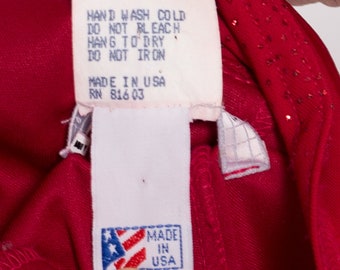 HAND WASH COLD
DO NOT BLEACH
HANG TO DRY
DO NOT IRON
MADE IN USA
RN 81603
MADE
IN
USA